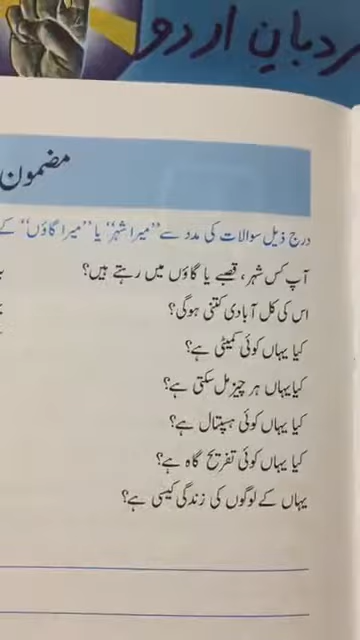 اردو
مضمون
درج ذیل سوالات کی مدد سے ”میرا شہر“ یا ”میرا گاؤں“ کے
آپ کس شہر، قصبے یا گاؤں میں رہتے ہیں؟
اس کی کل آبادی کتنی ہوگی؟
کیا یہاں کوئی کمیٹی ہے؟
کیا یہاں ہر چیز مل سکتی ہے؟
کیا یہاں کوئی ہسپتال ہے؟
کیا یہاں کوئی تفریح گاہ ہے؟
یہاں کے لوگوں کی زندگی کیسی ہے؟